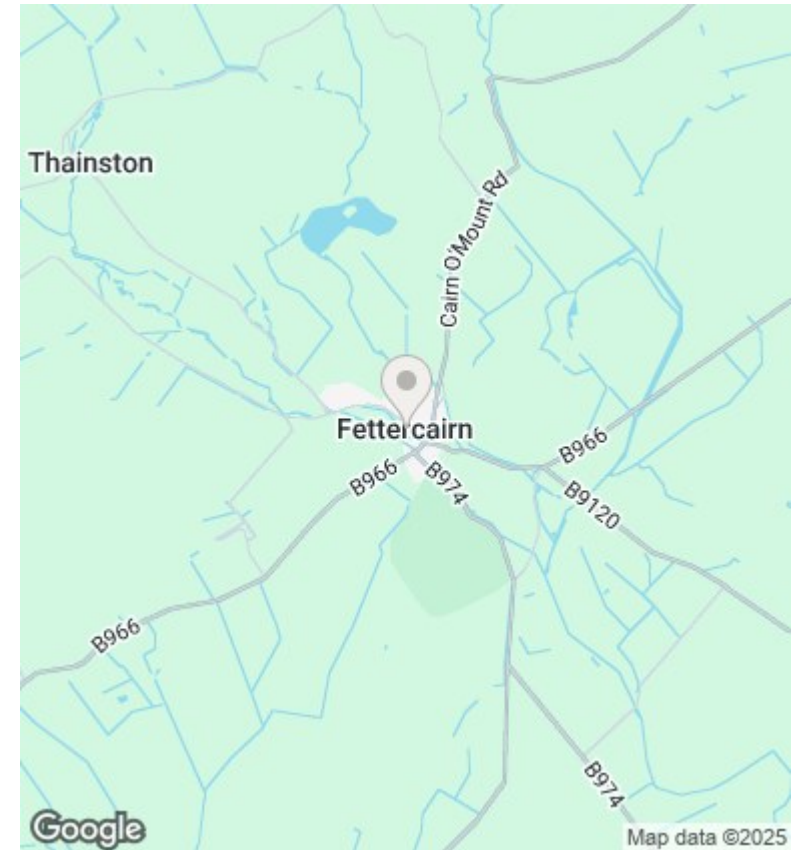 Thainston
Cairn O'Mount Rd
Fettercairn
B966
B966
B974
B9120
B966
B974
Google
Map data ©2025